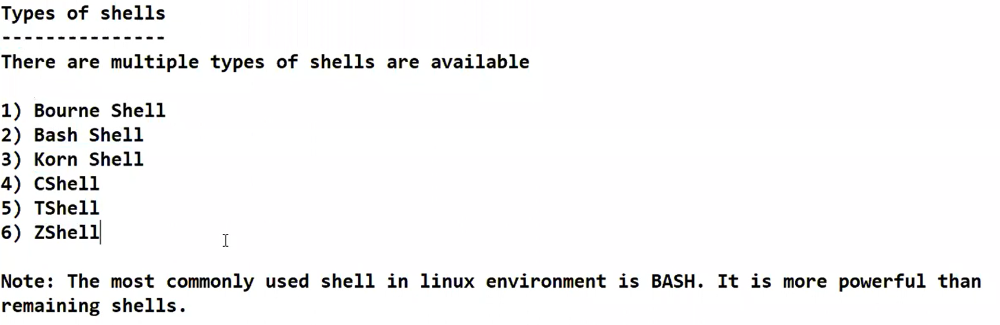 Types of shells
---------------
There are multiple types of shells are available
1) Bourne Shell
2) Bash Shell
3) Korn Shell
4) CShell
5) TShell
6) ZShell
Note: The most commonly used shell in linux environment is BASH. It is more powerful than
remaining shells.